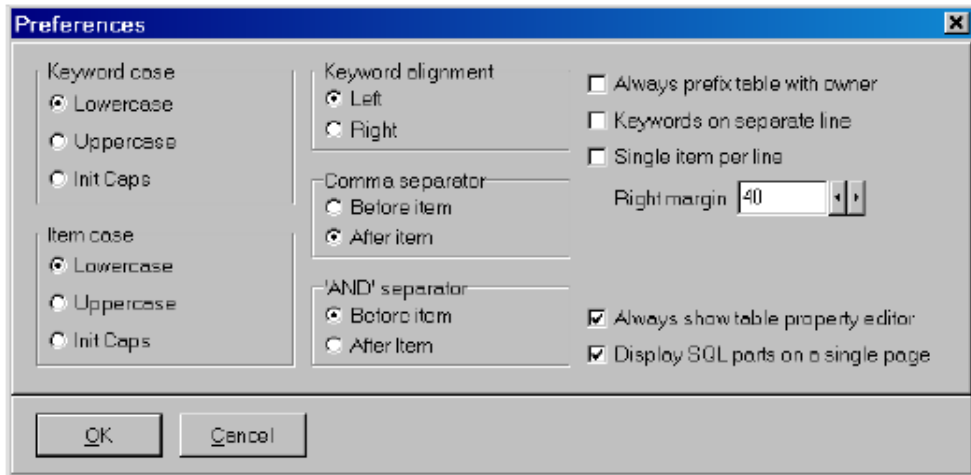 Preferences
Keyword case
Lowercase
Uppercase
Init Caps
Item case
Lowercase
Uppercase
Init Caps
Keyword alignment
Left
Right
Comma separator
Before item
After item
'AND' separator
Before item
After Item
Always prefix table with owner
Keywords on separate line
Single item per line
Right margin 40
Always show table property editor
Display SQL parts on a single page
OK
Cancel